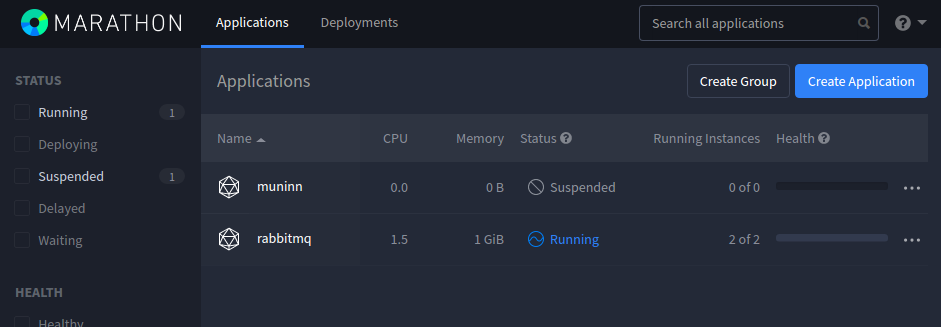 MARATHON
Applications
Deployments
Search all applications
?
STATUS
Running 1
Deploying
Suspended 1
Delayed
Waiting
HEALTH
Healthy
Applications
Create Group
Create Application
Name CPU Memory Status ? Running Instances Health ?
muninn 0.0 0 B Suspended 0 of 0 ...
rabbitmq 1.5 1 GiB Running 2 of 2 ...